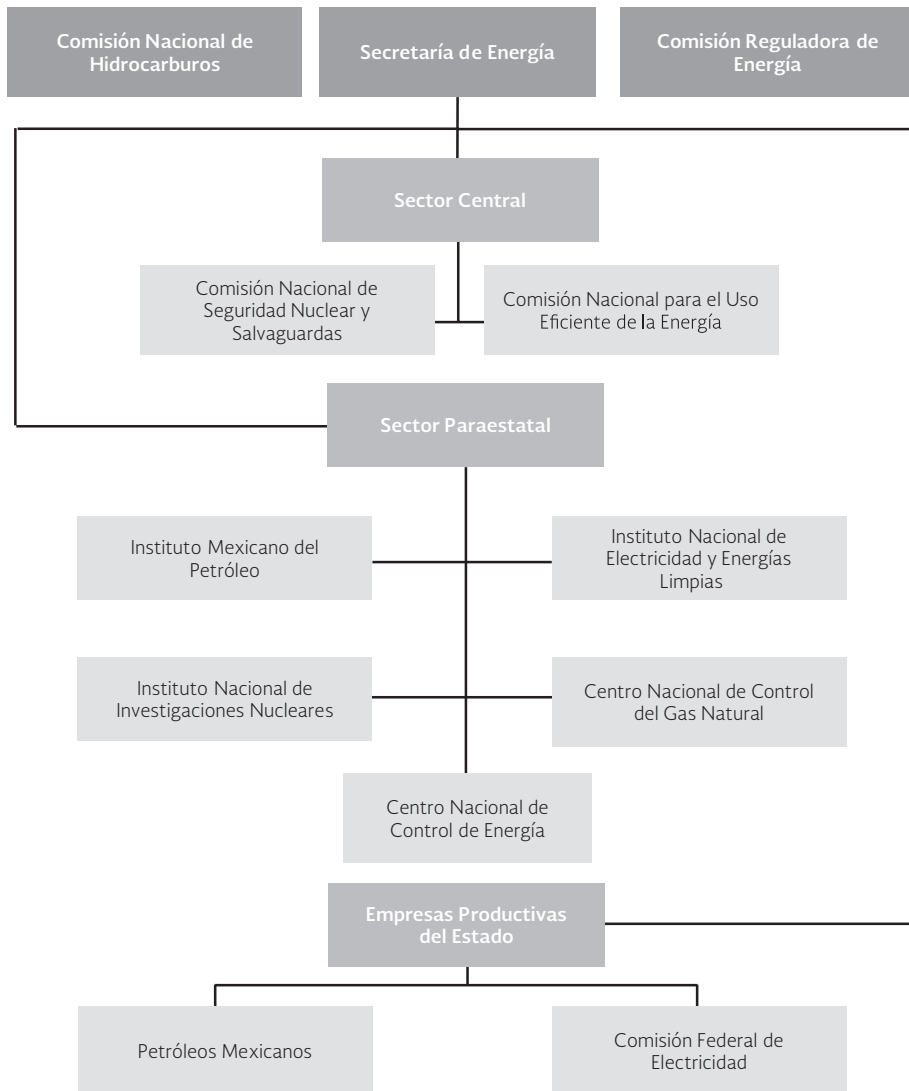 Comisión Nacional de
Hidrocarburos
Secretaría de Energía
Comisión Reguladora de
Energía
Sector Central
Comisión Nacional de
Seguridad Nuclear y
Salvaguardas
Comisión Nacional para el Uso
Eficiente de la Energía
Sector Paraestatal
Instituto Mexicano del
Petróleo
Instituto Nacional de
Electricidad y Energías
Limpias
Instituto Nacional de
Investigaciones Nucleares
Centro Nacional de Control
del Gas Natural
Centro Nacional de
Control de Energía
Empresas Productivas
del Estado
Petróleos Mexicanos
Comisión Federal de
Electricidad